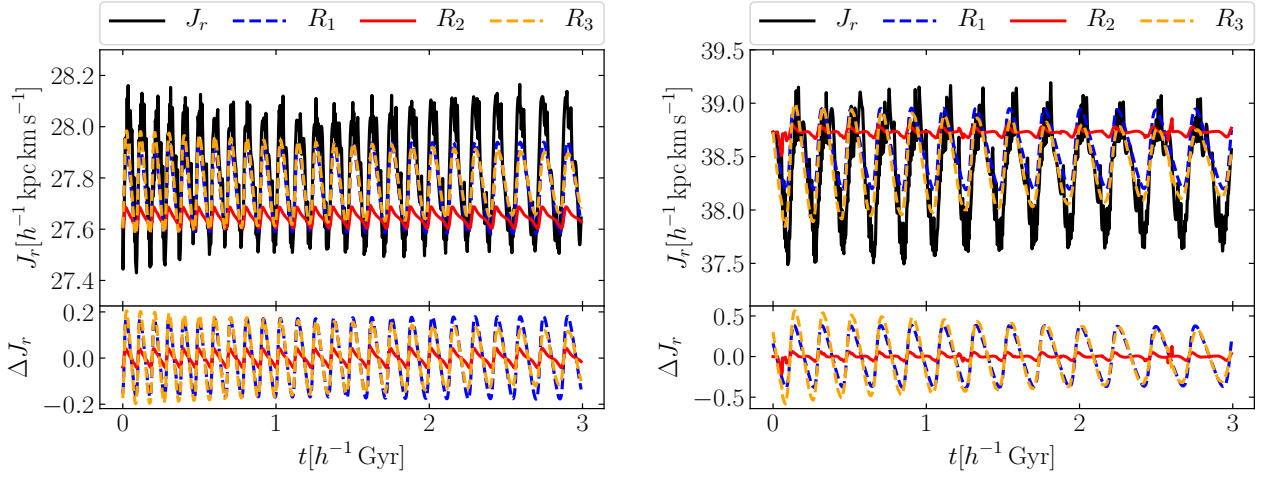 J_r R_1 R_2 R_3
28.2
28.0
27.8
27.6
27.4
J_r [h^{-1} kpc km s^{-1}]
0.2
0.0
−0.2
ΔJ_r
0 1 2 3
t[h^{-1} Gyr]
J_r R_1 R_2 R_3
39.5
39.0
38.5
38.0
37.5
J_r [h^{-1} kpc km s^{-1}]
0.5
0.0
−0.5
ΔJ_r
0 1 2 3
t[h^{-1} Gyr]